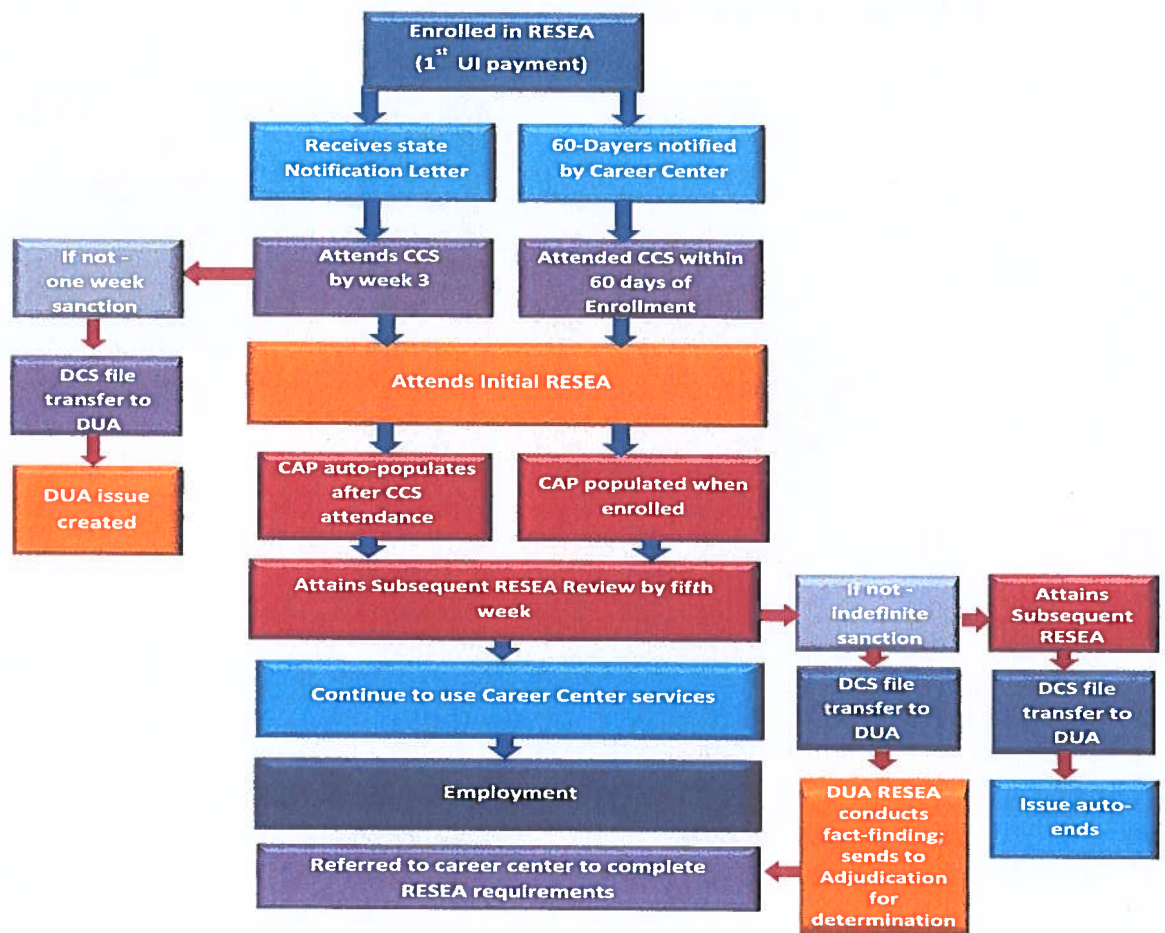 Enrolled in RESEA
(1st UI payment)
Receives state
Notification Letter
60-Dayers notified
by Career Center
If not -
one week
sanction
Attends CCS
by week 3
Attended CCS within
60 days of
Enrollment
DCS file
transfer to
DUA
Attends Initial RESEA
DUA issue
created
CAP auto-populates
after CCS
attendance
CAP populated when
enrolled
Attains Subsequent RESEA Review by fifth
week
If not -
indefinite
sanction
Attains
Subsequent
RESEA
Continue to use Career Center services
DCS file
transfer to
DUA
DCS file
transfer to
DUA
Employment
DUA RESEA
conducts
fact-finding;
sends to
Adjudication
for
determination
Issue auto-
ends
Referred to career center to complete
RESEA requirements